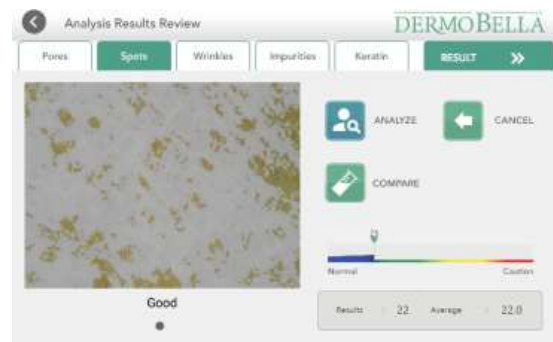 Analysis Results Review
DERMOBELLA
Pores Spots Wrinkles Impurities Keratin RESULT »
ANALYZE CANCEL
COMPARE
Normal Caution
Good
Results : 22 Average : 22.0